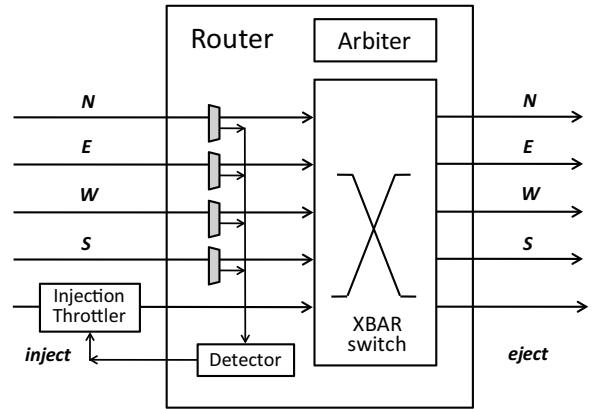 Router
Arbiter
N
N
E
E
W
W
S
S
Injection
Throttler
XBAR
switch
inject
Detector
eject